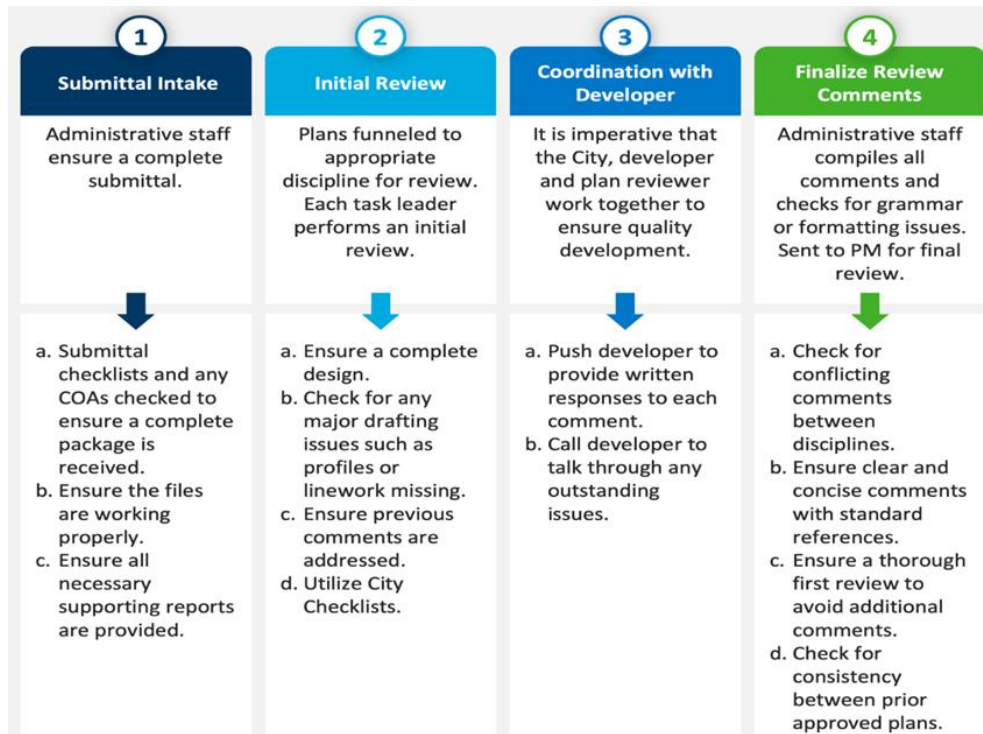 1
Submittal Intake
Administrative staff
ensure a complete
submittal.
a. Submittal
checklists and any
COAs checked to
ensure a complete
package is
received.
b. Ensure the files
are working
properly.
c. Ensure all
necessary
supporting reports
are provided.
2
Initial Review
Plans funneled to
appropriate
discipline for review.
Each task leader
performs an initial
review.
a. Ensure a complete
design.
b. Check for any
major drafting
issues such as
profiles or
linework missing.
c. Ensure previous
comments are
addressed.
d. Utilize City
Checklists.
3
Coordination with
Developer
It is imperative that
the City, developer
and plan reviewer
work together to
ensure quality
development.
a. Push developer to
provide written
responses to each
comment.
b. Call developer to
talk through any
outstanding
issues.
4
Finalize Review
Comments
Administrative staff
compiles all
comments and
checks for grammar
or formatting issues.
Sent to PM for final
review.
a. Check for
conflicting
comments
between
disciplines.
b. Ensure clear and
concise comments
with standard
references.
c. Ensure a thorough
first review to
avoid additional
comments.
d. Check for
consistency
between prior
approved plans.